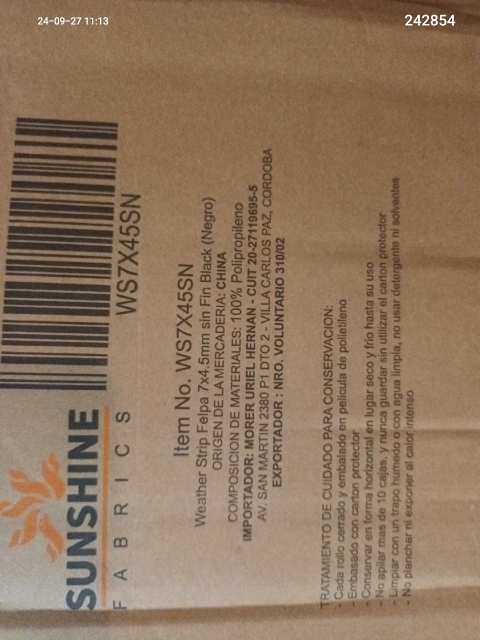 24-09-27 11:13
242854
SUNSHINE
FABRICS
WS7X45SN
Item No. WS7X45SN
Weather Strip Felpa 7x4.5mm sin Fin Black (Negro)
ORIGEN DE LA MERCADERIA: CHINA
COMPOSICION DE MATERIALES: 100% Polipropileno
IMPORTADOR: MORER URIEL HERNAN - CUIT 20-27119695-5
AV. SAN MARTIN 2380 P1 DTO 2 - VILLA CARLOS PAZ, CORDOBA
EXPORTADOR : NRO. VOLUNTARIO 310/02
TRATAMIENTO DE CUIDADO PARA CONSERVACION:
- Cada rollo cerrado y embalado en pelicula de polietileno
- Embasado con carton protector
- Conservar en forma horizontal en lugar seco y frio hasta su uso
- No apilar mas de 10 cajas, y nunca guardar sin utilizar el carton protector
- Limpiar con un trapo humedo o con agua limpia, no usar detergente ni solventes
- No planchar ni exponer al calor intenso